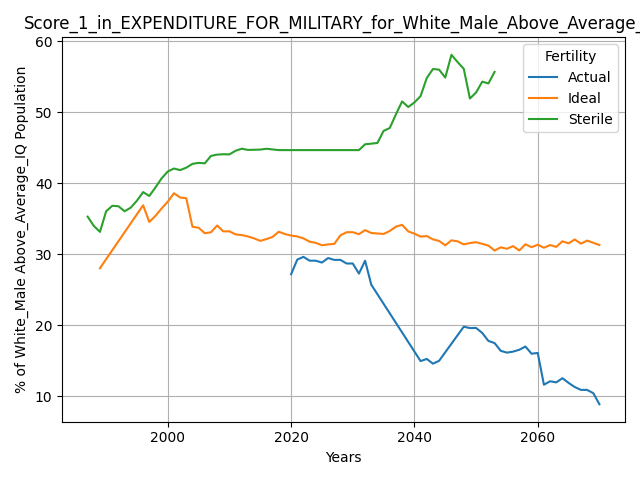 Score_1_in_EXPENDITURE_FOR_MILITARY_for_White_Male_Above_Average_
60
50
40
30
20
10
% of White_Male Above_Average_IQ Population
Fertility
Actual
Ideal
Sterile
2000
2020
2040
2060
Years